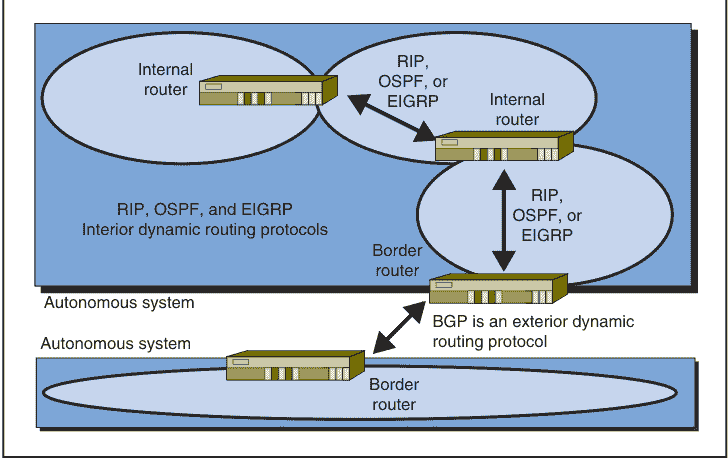 Internal
router
RIP,
OSPF, or
EIGRP
Internal
router
RIP, OSPF, and EIGRP
Interior dynamic routing protocols
RIP,
OSPF, or
EIGRP
Border
router
Autonomous system
BGP is an exterior dynamic
routing protocol
Autonomous system
Border
router